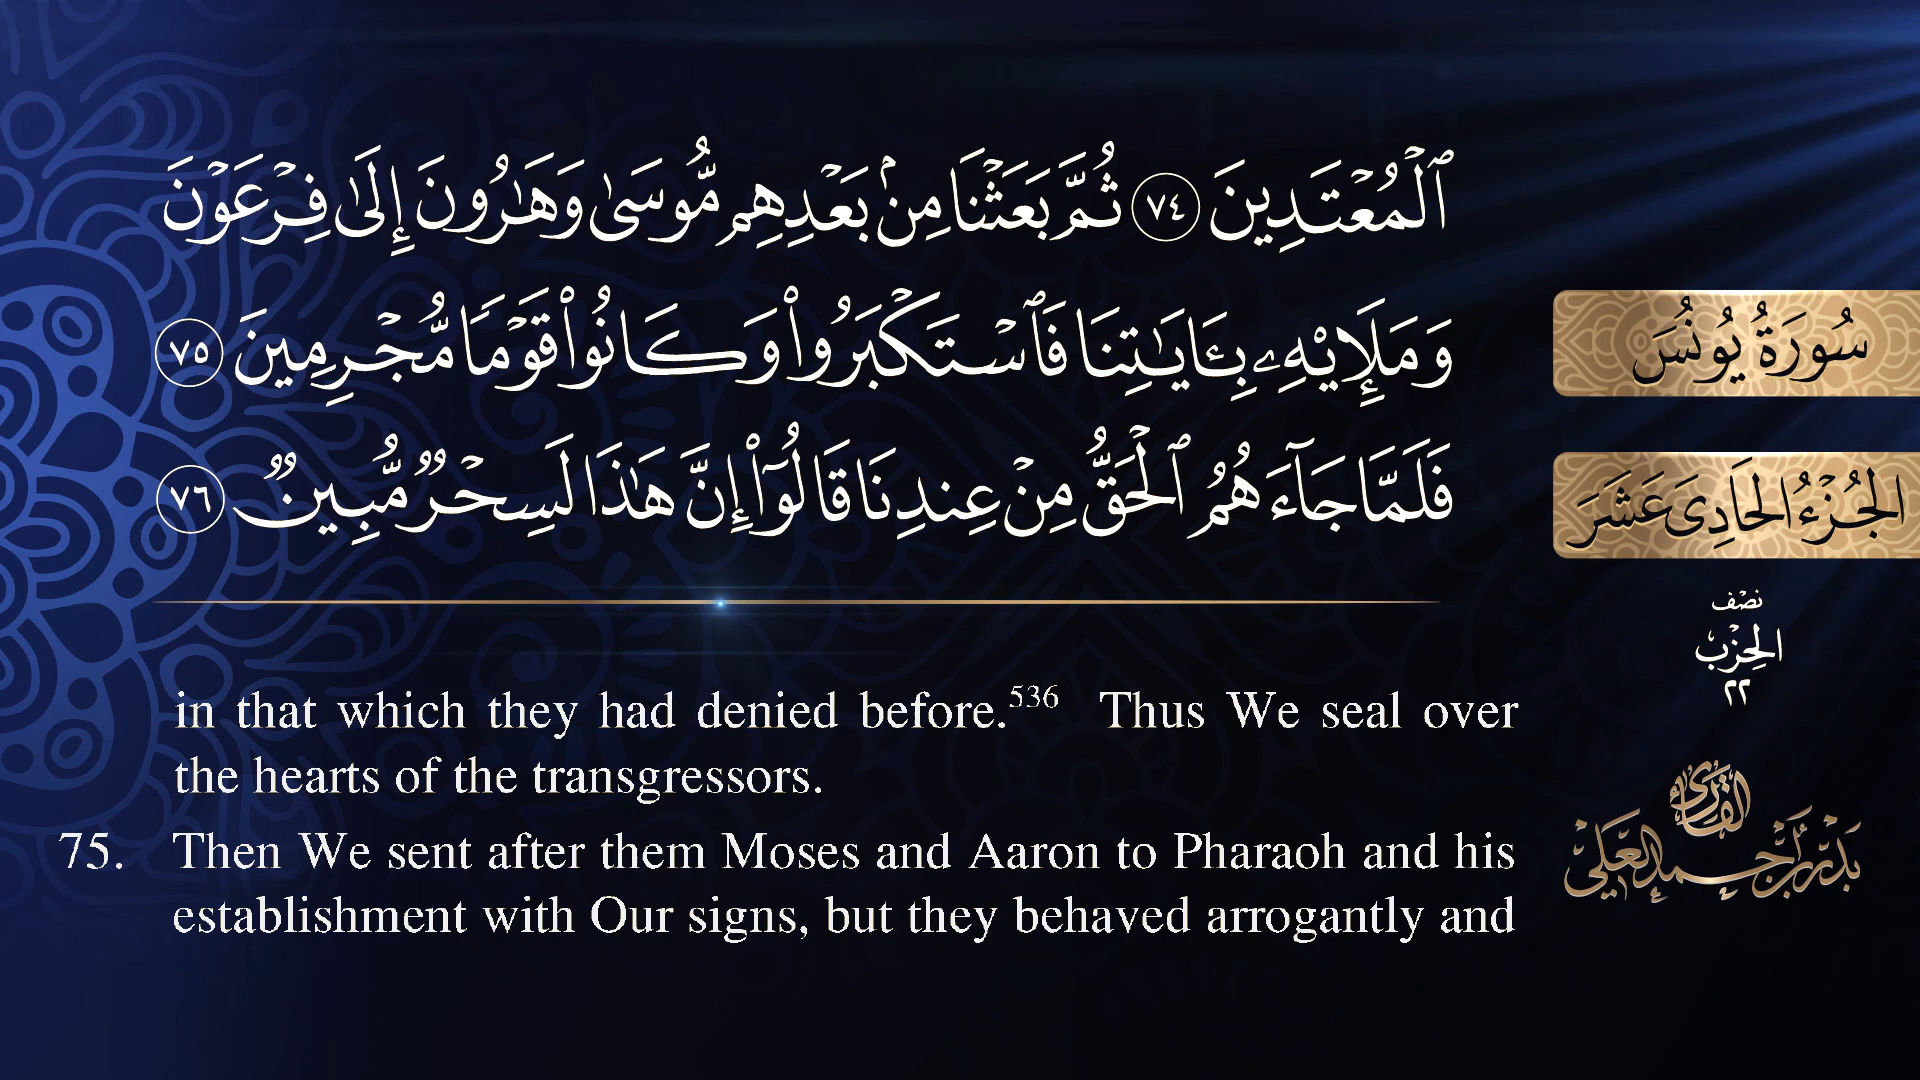 ٱلْمُعْتَدِينَ ٧٤ ثُمَّ بَعَثْنَا مِنۢ بَعْدِهِم مُّوسَىٰ وَهَـٰرُونَ إِلَىٰ فِرْعَوْنَ
وَمَلَإِيْهِۦ بِـَٔايَـٰتِنَا فَٱسْتَكْبَرُوا۟ وَكَانُوا۟ قَوْمًا مُّجْرِمِينَ ٧٥
فَلَمَّا جَآءَهُمُ ٱلْحَقُّ مِنْ عِندِنَا قَالُوٓا۟ إِنَّ هَـٰذَا لَسِحْرٌ مُّبِينٌ ٧٦
سُورَةُ يُونُسَ
الجُزْءُ الحَادِىَ عَشَرَ
نصْف
الحِزْب
٢٢
in that which they had denied before.536 Thus We seal over
the hearts of the transgressors.
75. Then We sent after them Moses and Aaron to Pharaoh and his
establishment with Our signs, but they behaved arrogantly and
القارئ
بدر بن احمد العلي